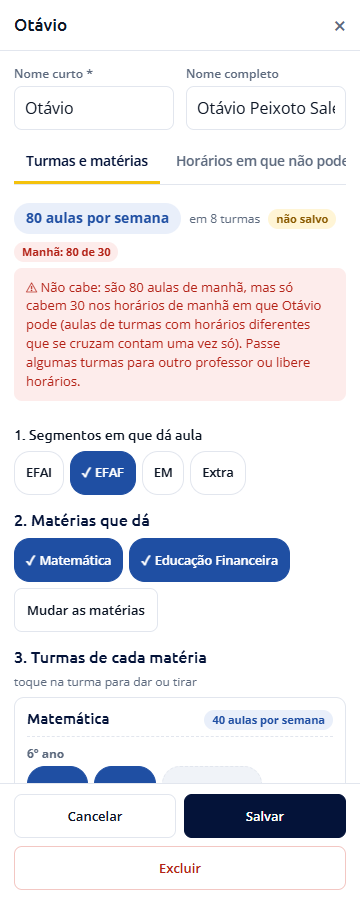 Otávio
×
Nome curto *
Nome completo
Otávio
Otávio Peixoto Sale
Turmas e matérias
Horários em que não pode
80 aulas por semana
em 8 turmas
não salvo
Manhã: 80 de 30
⚠ Não cabe: são 80 aulas de manhã, mas só
cabem 30 nos horários de manhã em que Otávio
pode (aulas de turmas com horários diferentes
que se cruzam contam uma vez só). Passe
algumas turmas para outro professor ou libere
horários.
1. Segmentos em que dá aula
EFAI
✓ EFAF
EM
Extra
2. Matérias que dá
✓ Matemática
✓ Educação Financeira
Mudar as matérias
3. Turmas de cada matéria
toque na turma para dar ou tirar
Matemática
40 aulas por semana
6º ano
Cancelar
Salvar
Excluir